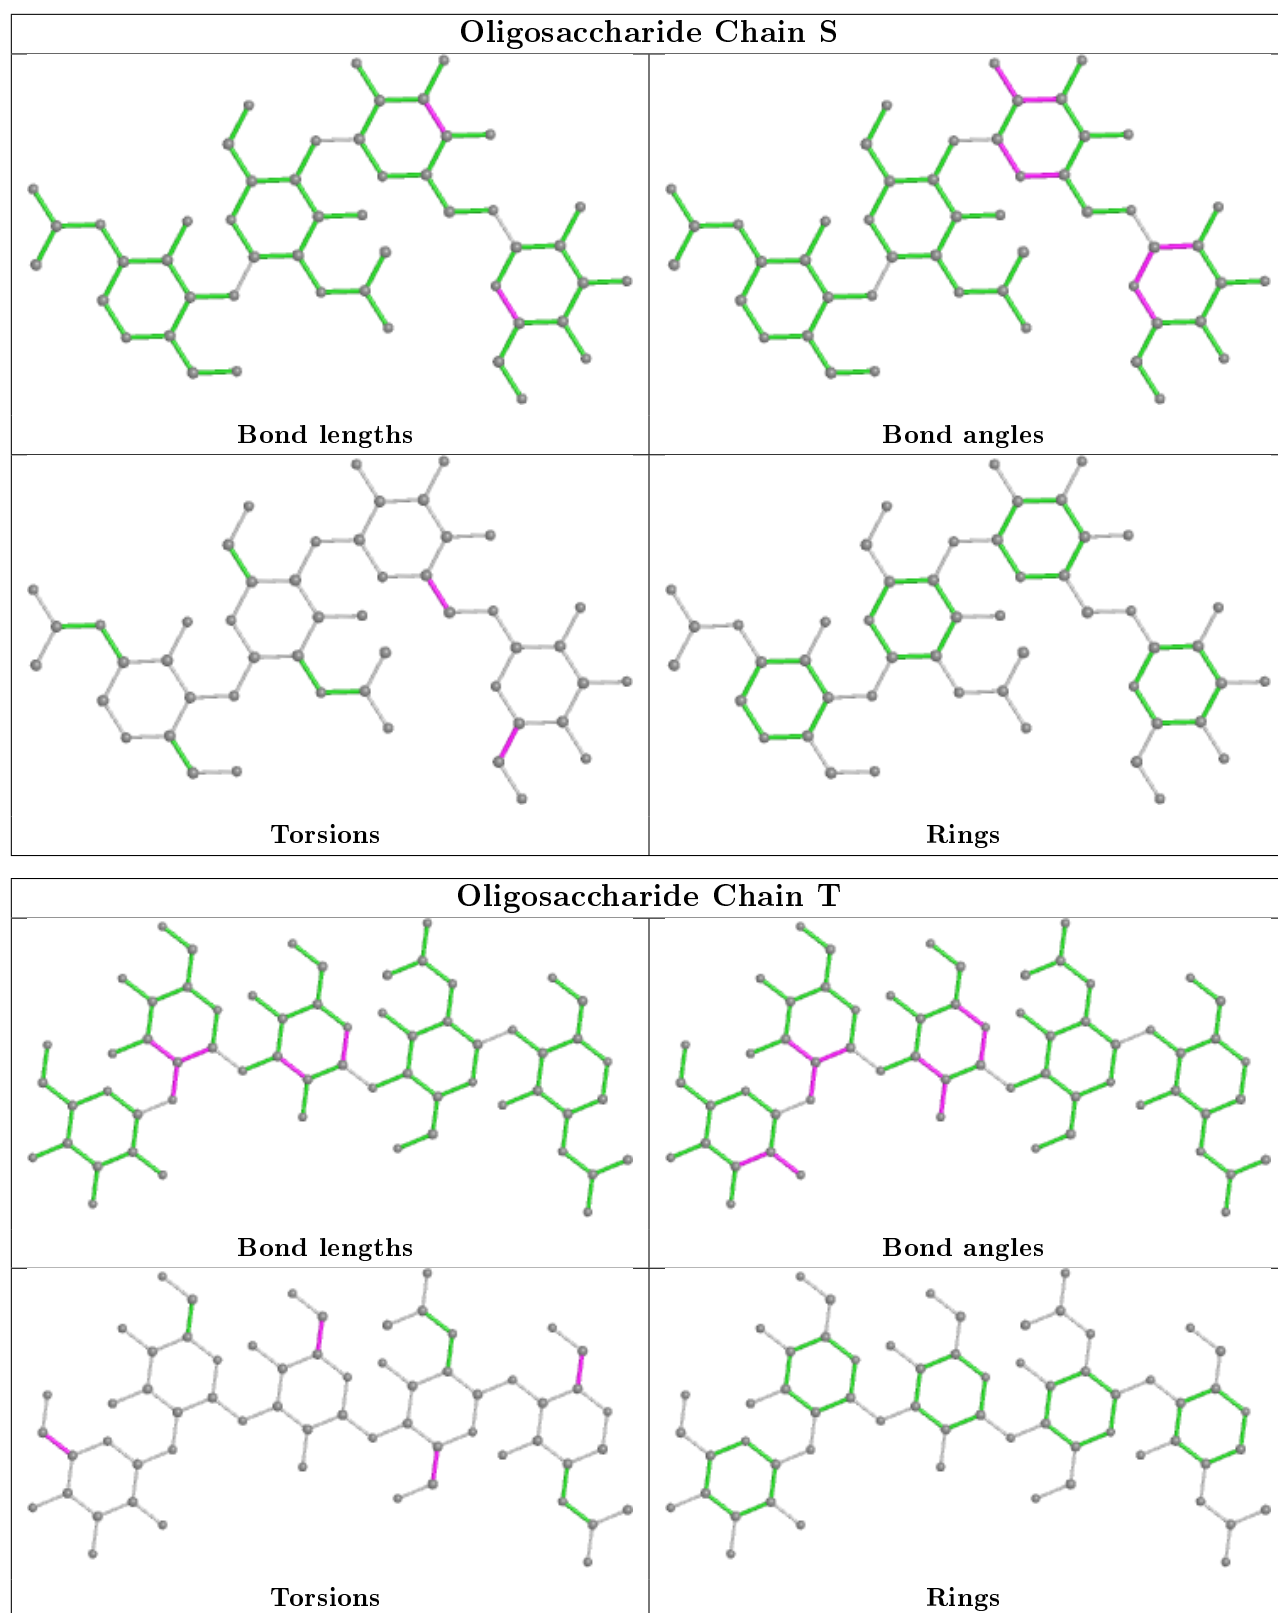 Oligosaccharide Chain S
Bond lengths
Bond angles
Torsions
Rings
Oligosaccharide Chain T
Bond lengths
Bond angles
Torsions
Rings